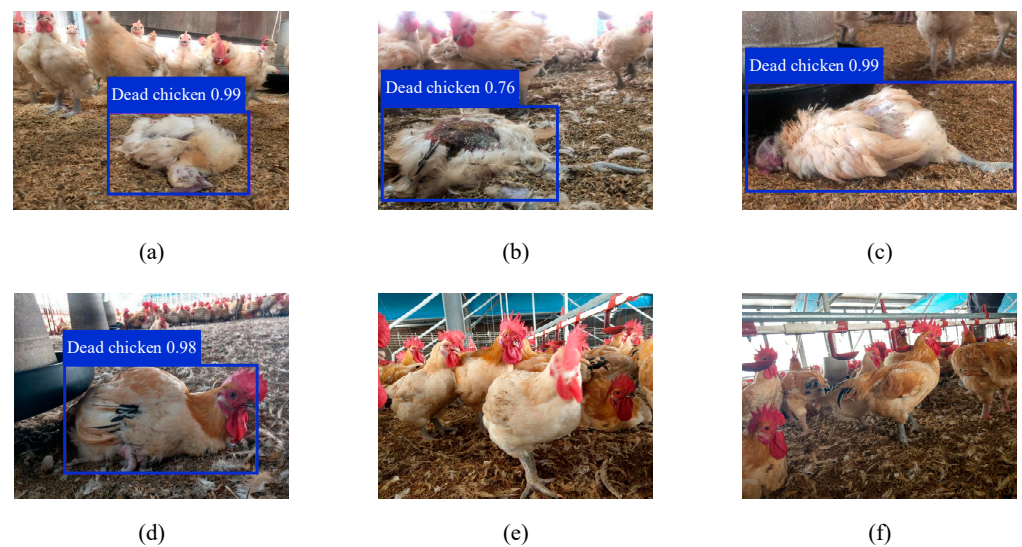 Dead chicken 0.99
Dead chicken 0.76
Dead chicken 0.99
(a)
(b)
(c)
Dead chicken 0.98
(d)
(e)
(f)